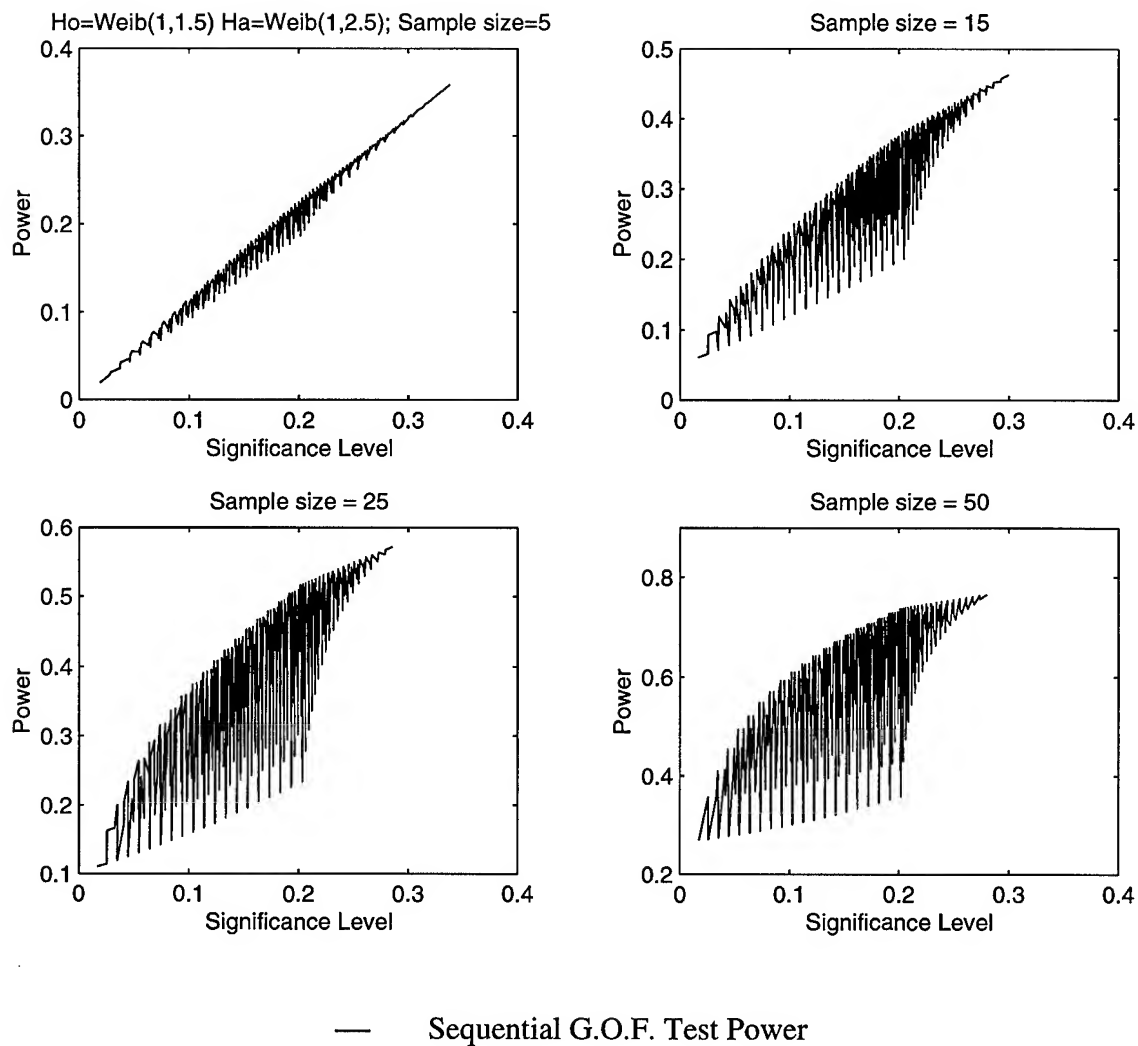 Ho=Weib(1,1.5) Ha=Weib(1,2.5); Sample size=5
0.4
0.3
0.2
0.1
0
Power
0 0.1 0.2 0.3 0.4
Significance Level
Sample size = 15
0.5
0.4
0.3
0.2
0.1
0
Power
0 0.1 0.2 0.3 0.4
Significance Level
Sample size = 25
0.6
0.5
0.4
0.3
0.2
0.1
Power
0 0.1 0.2 0.3 0.4
Significance Level
Sample size = 50
0.8
0.6
0.4
0.2
Power
0 0.1 0.2 0.3 0.4
Significance Level
Sequential G.O.F. Test Power